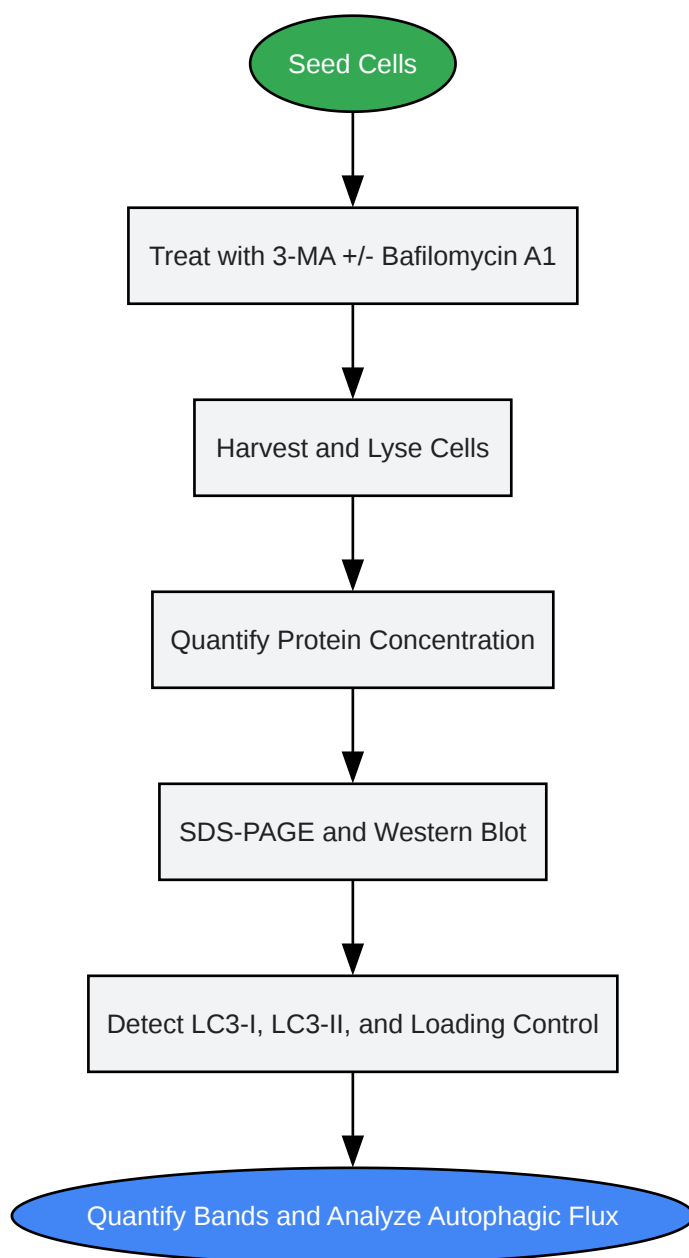 Seed Cells
Treat with 3-MA +/- Bafilomycin A1
Harvest and Lyse Cells
Quantify Protein Concentration
SDS-PAGE and Western Blot
Detect LC3-I, LC3-II, and Loading Control
Quantify Bands and Analyze Autophagic Flux